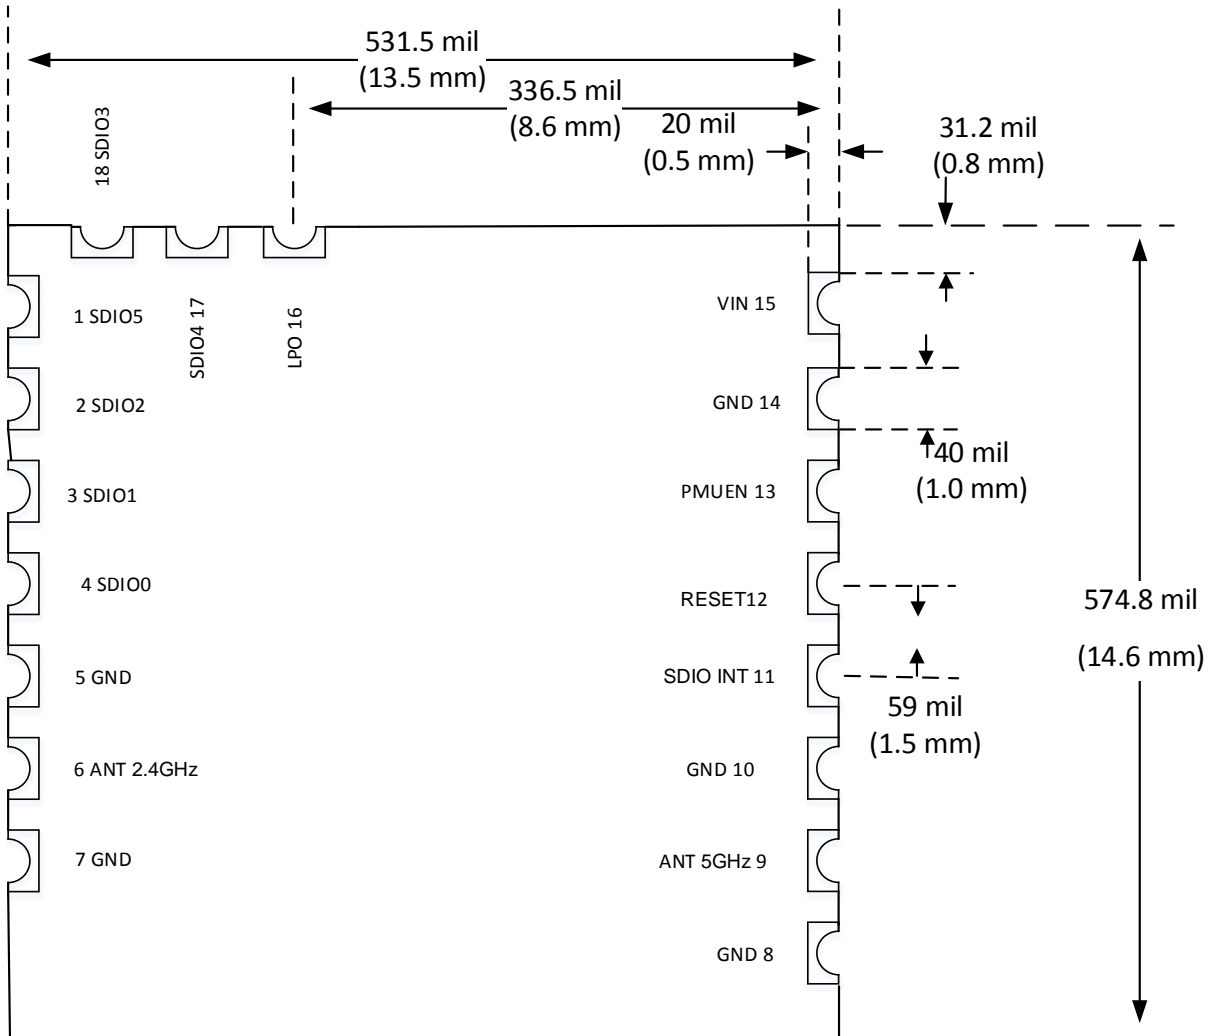 531.5 mil
(13.5 mm)
336.5 mil
(8.6 mm)
20 mil
(0.5 mm)
31.2 mil
(0.8 mm)
18 SDIO3
1 SDIO5
SDIO4 17
LPO 16
VIN 15
2 SDIO2
GND 14
40 mil
(1.0 mm)
3 SDIO1
PMUEN 13
4 SDIO0
RESET12
574.8 mil
(14.6 mm)
5 GND
SDIO INT 11
59 mil
(1.5 mm)
6 ANT 2.4GHz
GND 10
7 GND
ANT 5GHz 9
GND 8